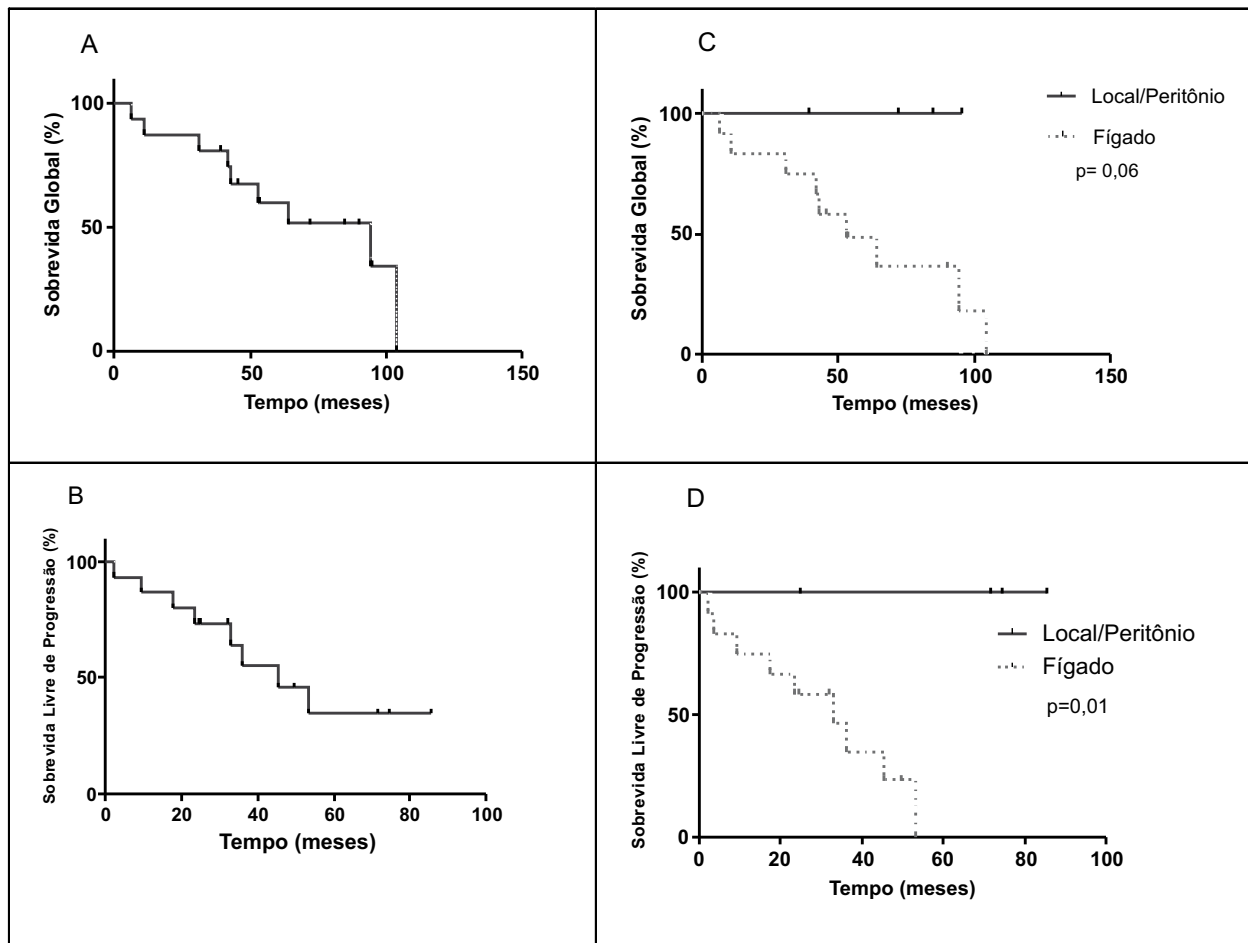 A
Sobrevida Global (%)
100
50
0
0 50 100 150
Tempo (meses)
C
Sobrevida Global (%)
100
50
0
0 50 100 150
Tempo (meses)
Local/Peritônio
Fígado
p= 0,06
B
Sobrevida Livre de Progressão (%)
100
50
0
0 20 40 60 80 100
Tempo (meses)
D
Sobrevida Livre de Progressão (%)
100
50
0
0 20 40 60 80 100
Tempo (meses)
Local/Peritônio
Fígado
p=0,01